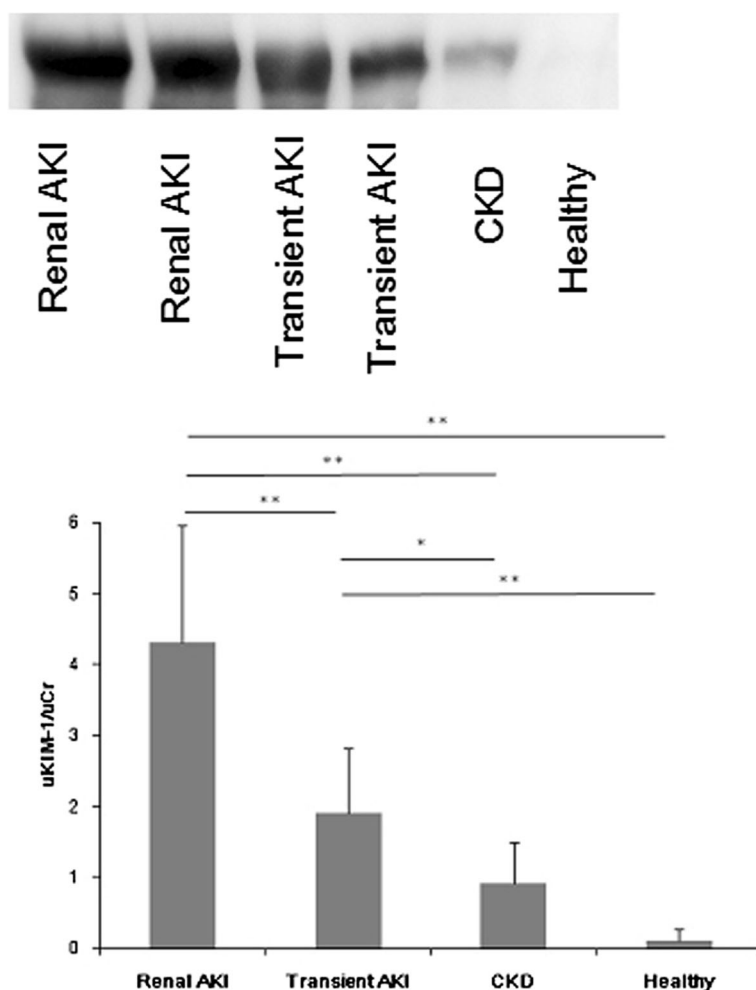 Renal AKI
Renal AKI
Transient AKI
Transient AKI
CKD
Healthy
**
**
**
*
**
6
5
4
3
2
1
0
uKIM-1/uCr
Renal AKI
Transient AKI
CKD
Healthy